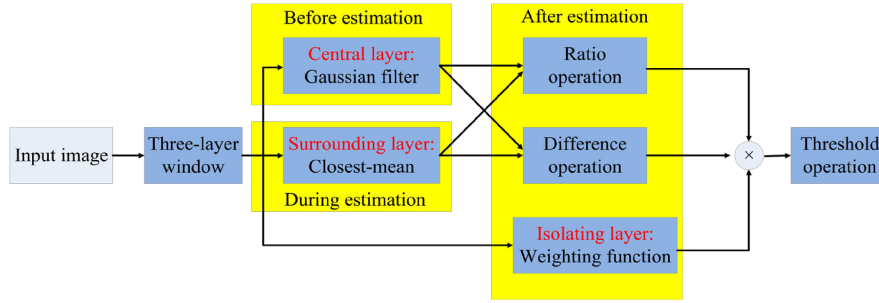 Before estimation
After estimation
Central layer:
Gaussian filter
Ratio
operation
Input image
Three-layer
window
Surrounding layer:
Closest-mean
Difference
operation
×
Threshold
operation
During estimation
Isolating layer:
Weighting function